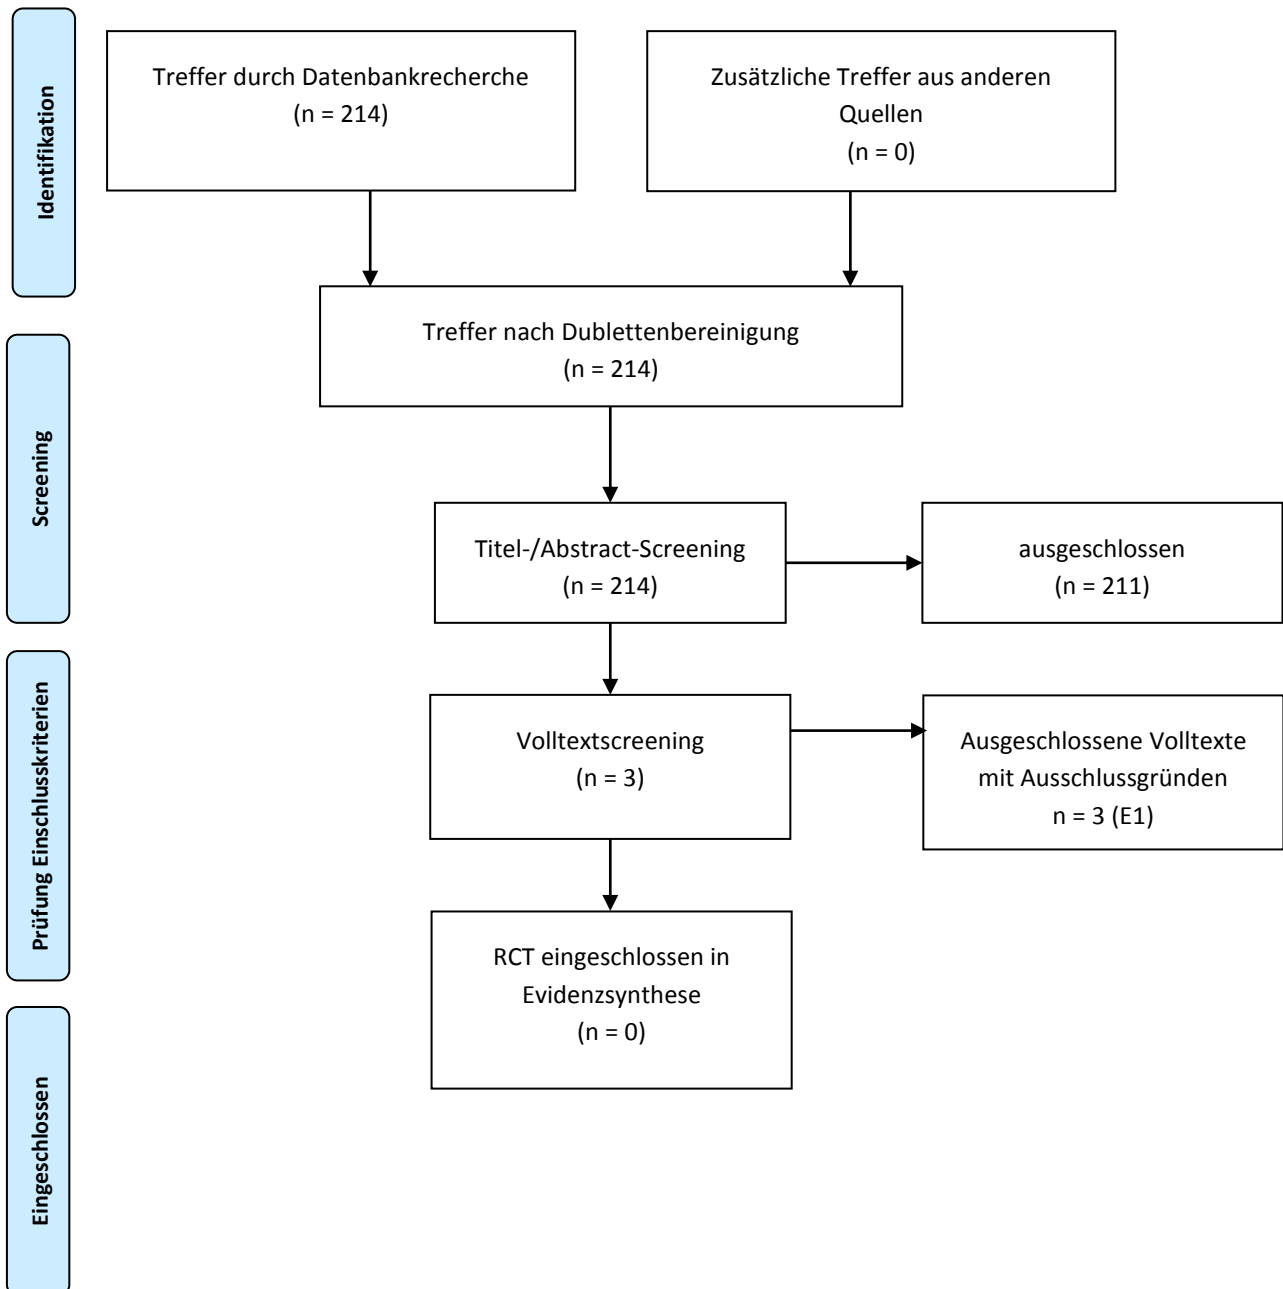 Identifikation
Treffer durch Datenbankrecherche
(n = 214)
Zusätzliche Treffer aus anderen
Quellen
(n = 0)
Treffer nach Dublettenbereinigung
(n = 214)
Screening
Titel-/Abstract-Screening
(n = 214)
ausgeschlossen
(n = 211)
Prüfung Einschlusskriterien
Volltextscreening
(n = 3)
Ausgeschlossene Volltexte
mit Ausschlussgründen
n = 3 (E1)
RCT eingeschlossen in
Evidenzsynthese
(n = 0)
Eingeschlossen